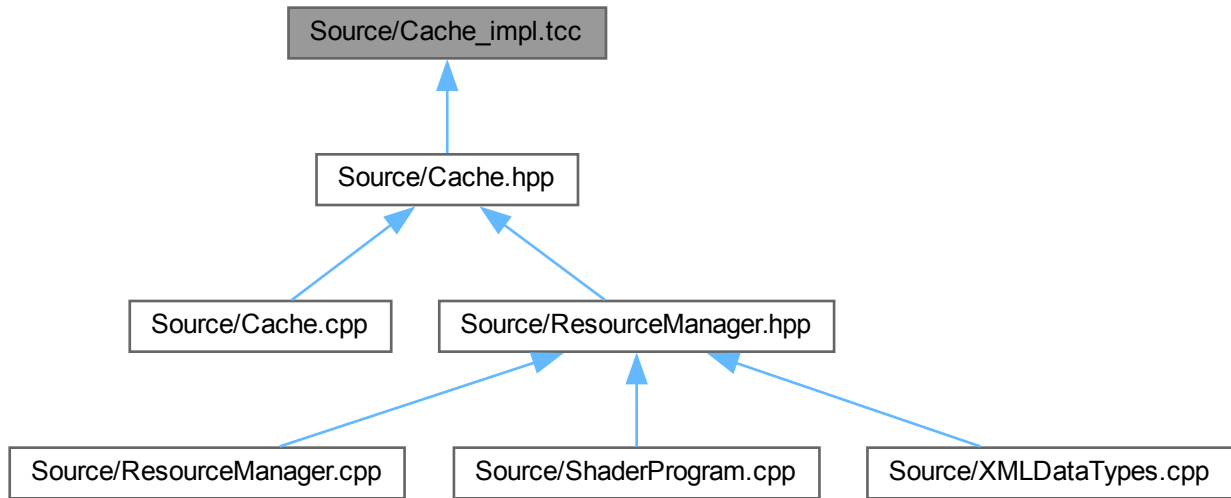 Source/Cache_impl.tcc
Source/Cache.hpp
Source/Cache.cpp
Source/ResourceManager.hpp
Source/ResourceManager.cpp
Source/ShaderProgram.cpp
Source/XMLDataTypes.cpp